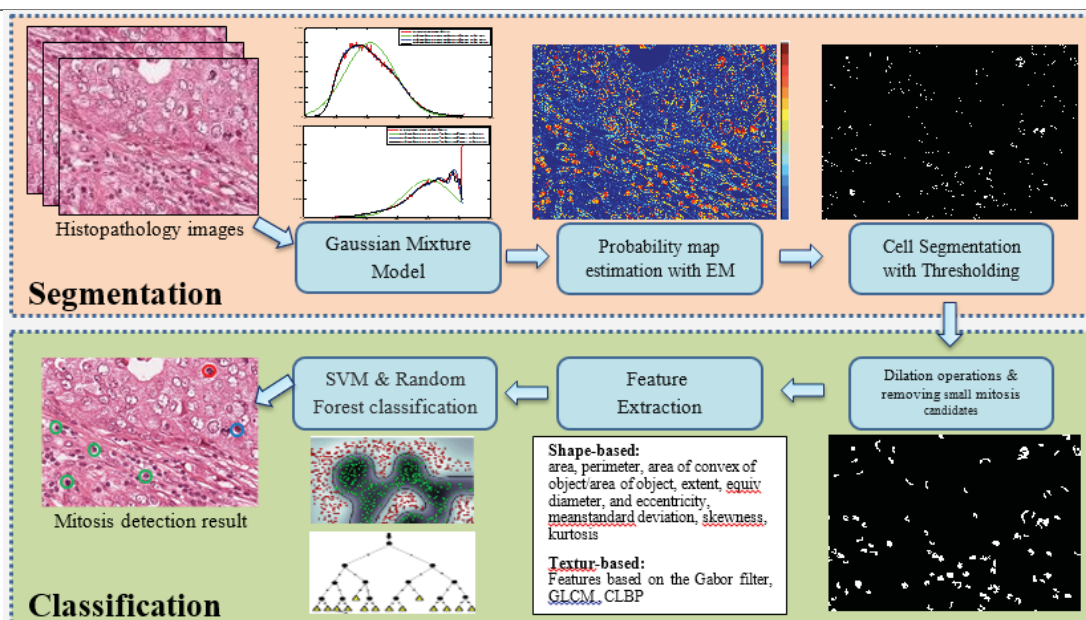 Histopathology images
Gaussian Mixture
Model
Probability map
estimation with EM
Cell Segmentation
with Thresholding
Segmentation
Dilation operations &
removing small mitosis
candidates
Feature
Extraction
SVM & Random
Forest classification
Mitosis detection result
Shape-based:
area, perimeter, area of convex of
object/area of object, extent, equiv
diameter, and eccentricity,
meanstandard deviation, skewness,
kurtosis
Textur-based:
Features based on the Gabor filter,
GLCM, CLBP
Classification